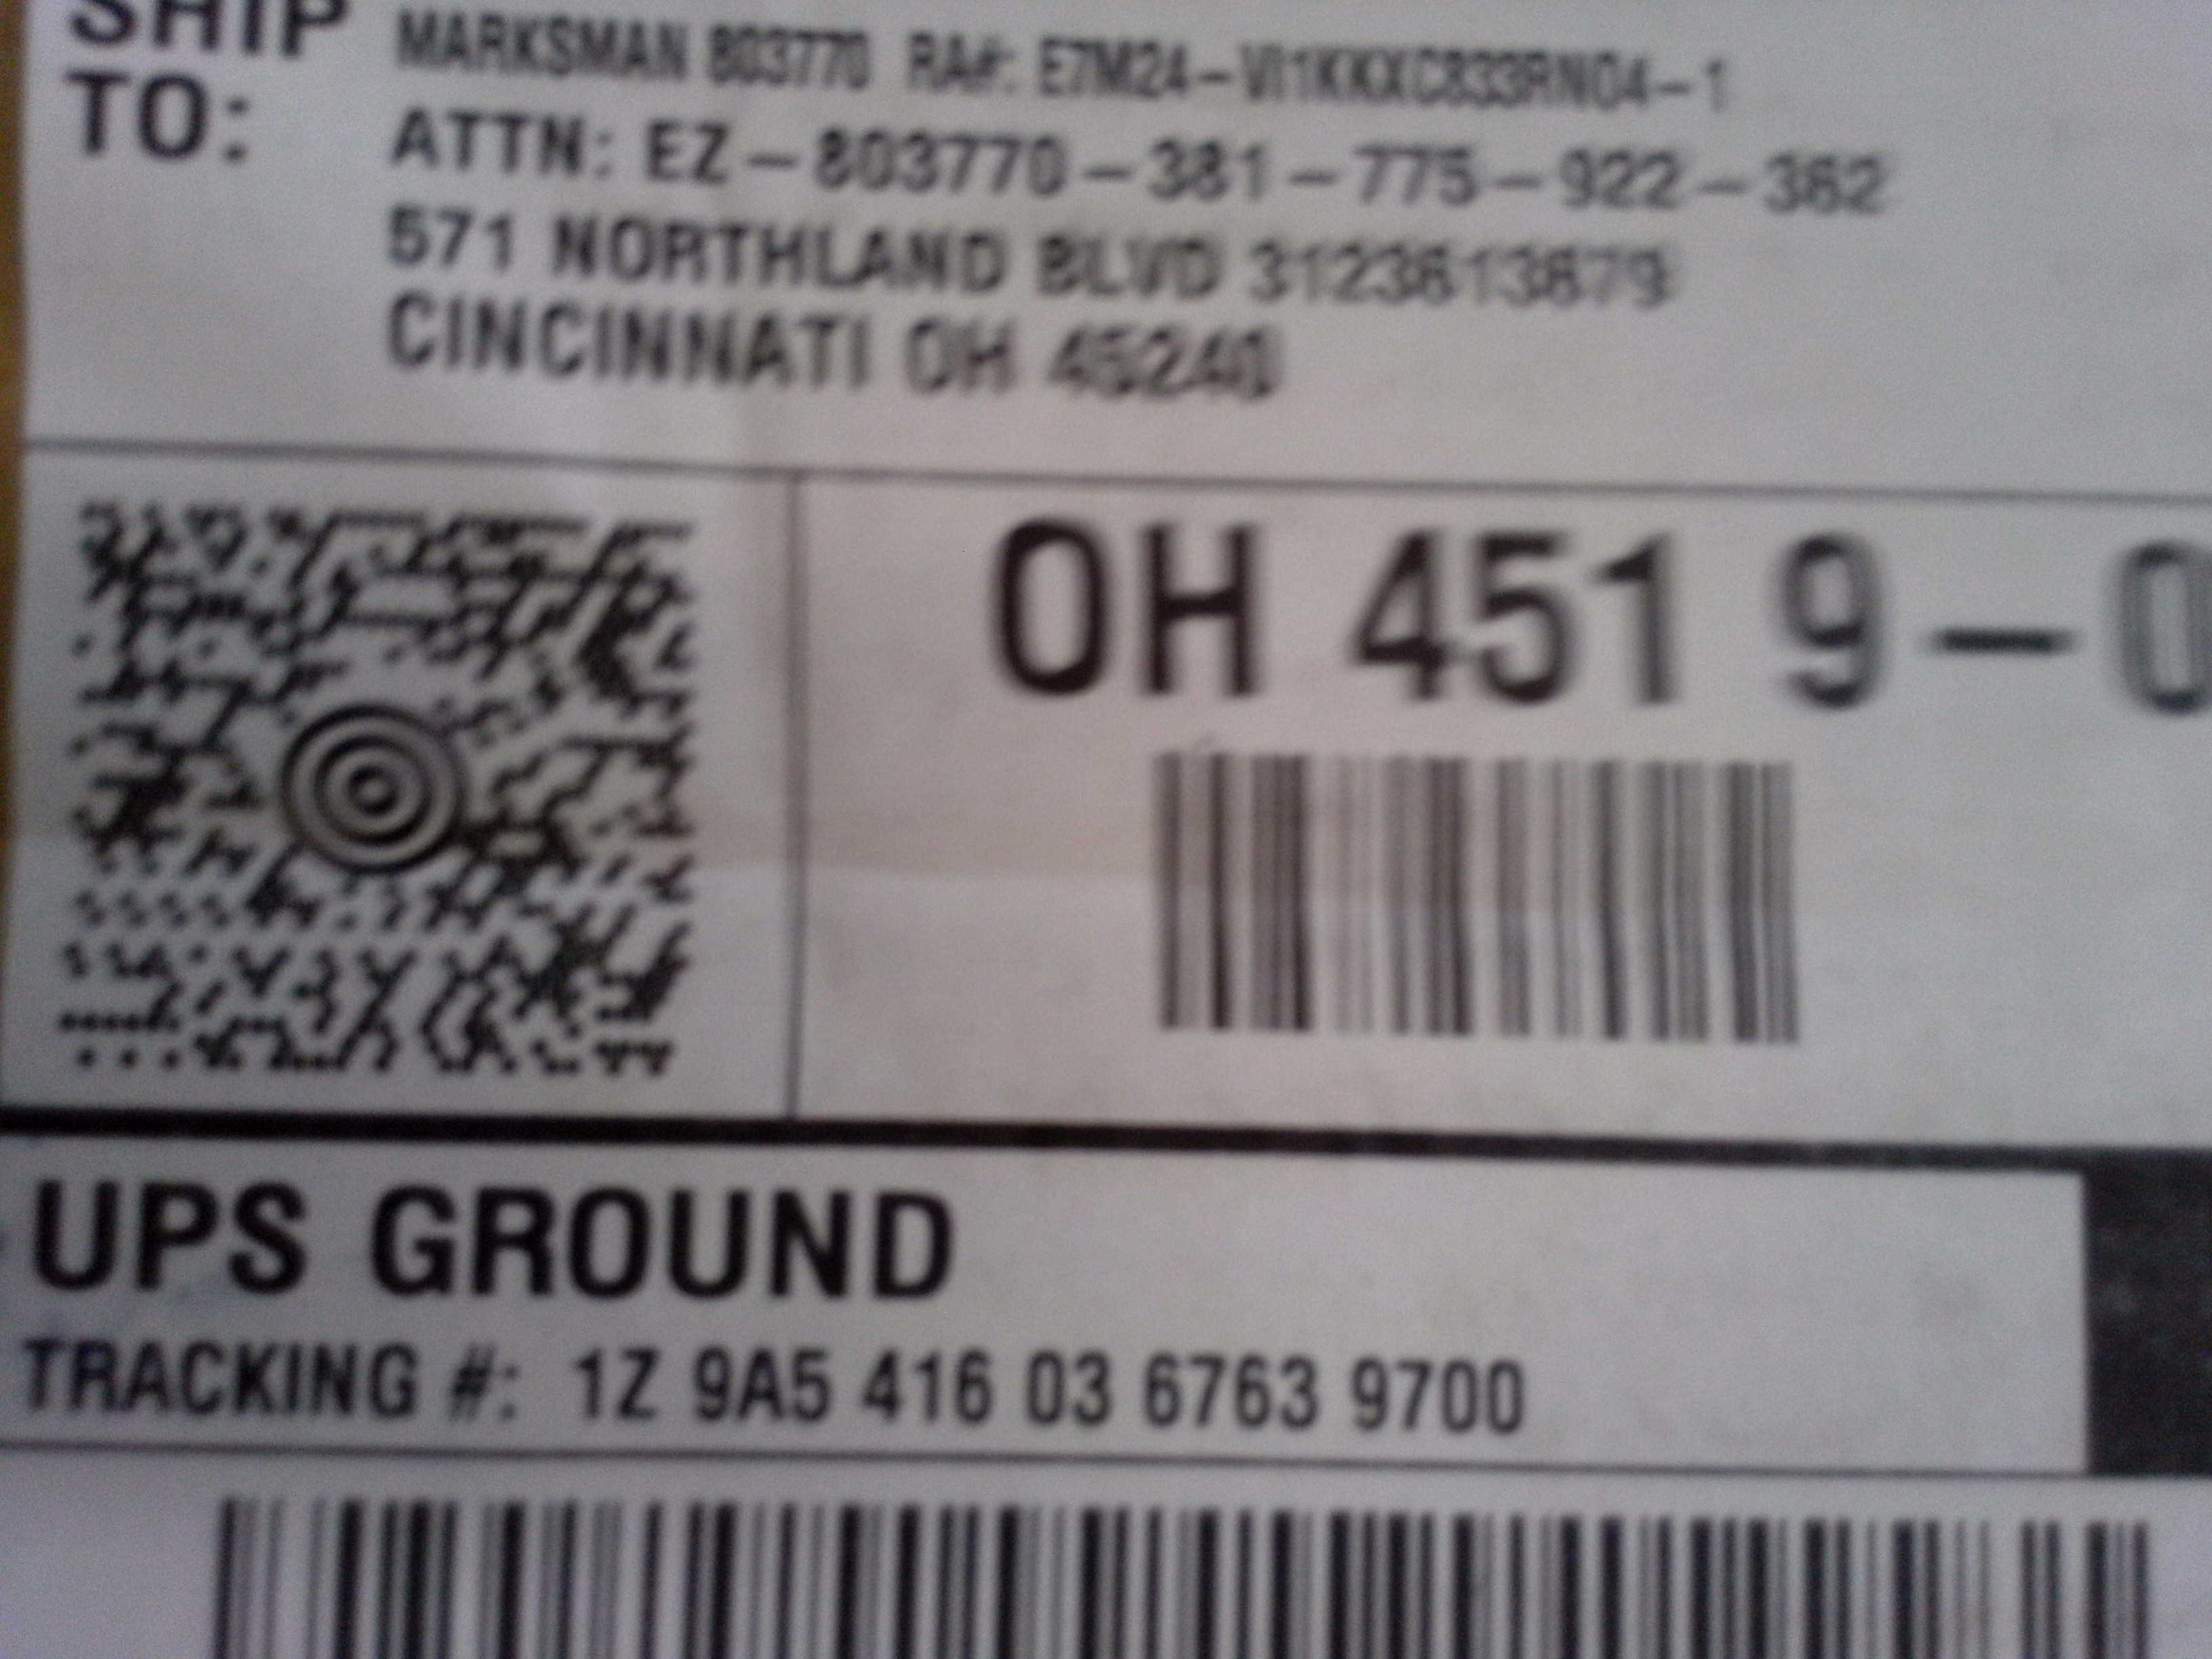 SHIP TO:
MARKSMAN 803770 RA#: E7M24-VI1KKXC833RN04-1
ATTN: EZ-803770-381-775-922-362
571 NORTHLAND BLVD 3123613679
CINCINNATI OH 45240
OH 451 9-0
UPS GROUND
TRACKING #: 1Z 9A5 416 03 6763 9700